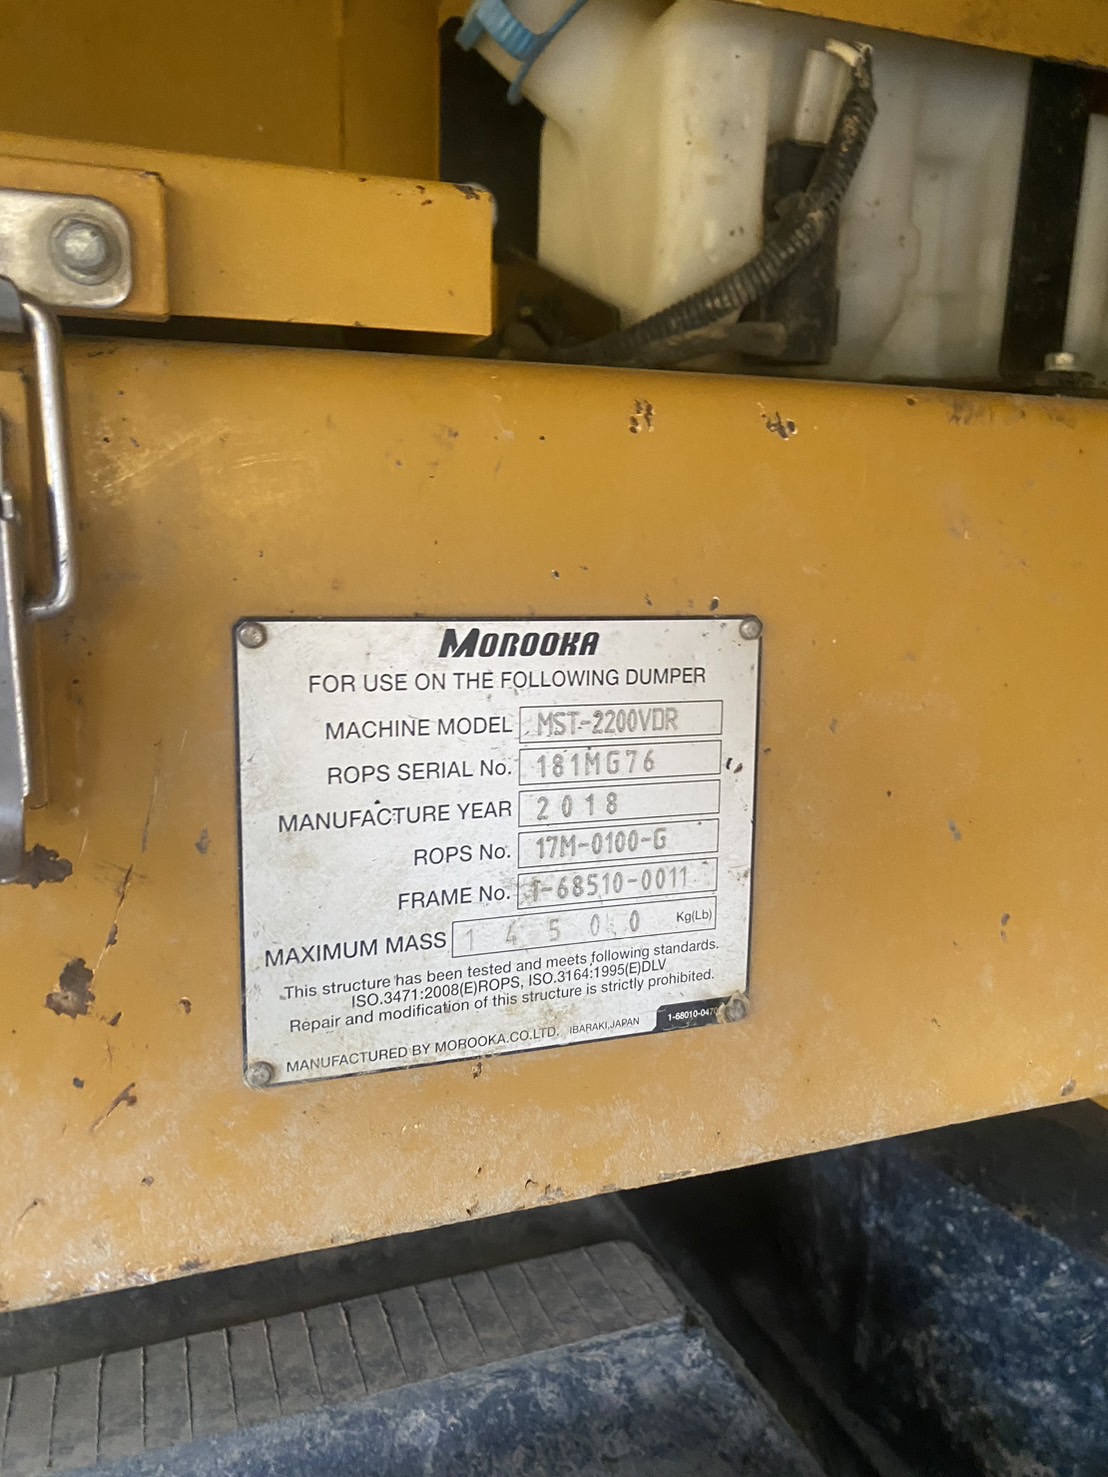 MOROOKA
FOR USE ON THE FOLLOWING DUMPER
MACHINE MODEL MST-2200VDR
ROPS SERIAL No. 181MG76
MANUFACTURE YEAR 2018
ROPS No. 17M-0100-G
FRAME No. 1-68510-0011
MAXIMUM MASS 14500 Kg(Lb)
This structure has been tested and meets following standards.
ISO.3471:2008(E)ROPS, ISO.3164:1995(E)DLV
Repair and modification of this structure is strictly prohibited.
MANUFACTURED BY MOROOKA.CO.LTD. IBARAKI,JAPAN